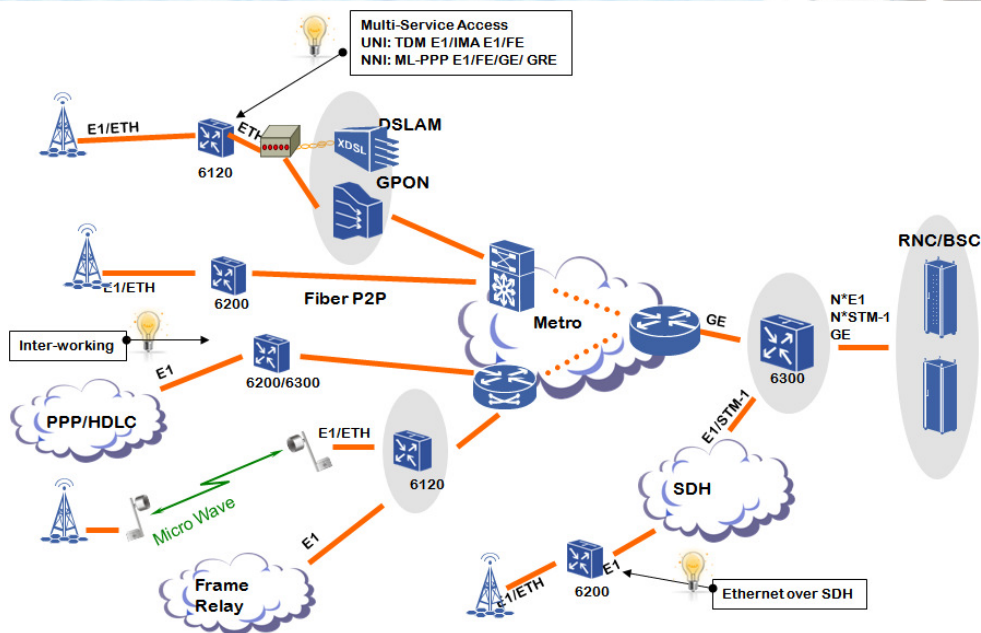 Multi-Service Access
UNI: TDM E1/IMA E1/FE
NNI: ML-PPP E1/FE/GE/ GRE
E1/ETH
ETH
6120
DSLAM
XDSL
GPON
RNC/BSC
E1/ETH
6200
Fiber P2P
Metro
GE
N*E1
N*STM-1
GE
6300
Inter-working
E1
6200/6300
PPP/HDLC
E1/ETH
6120
E1/STM-1
SDH
Micro Wave
E1
Frame
Relay
E1/ETH
E1
6200
Ethernet over SDH